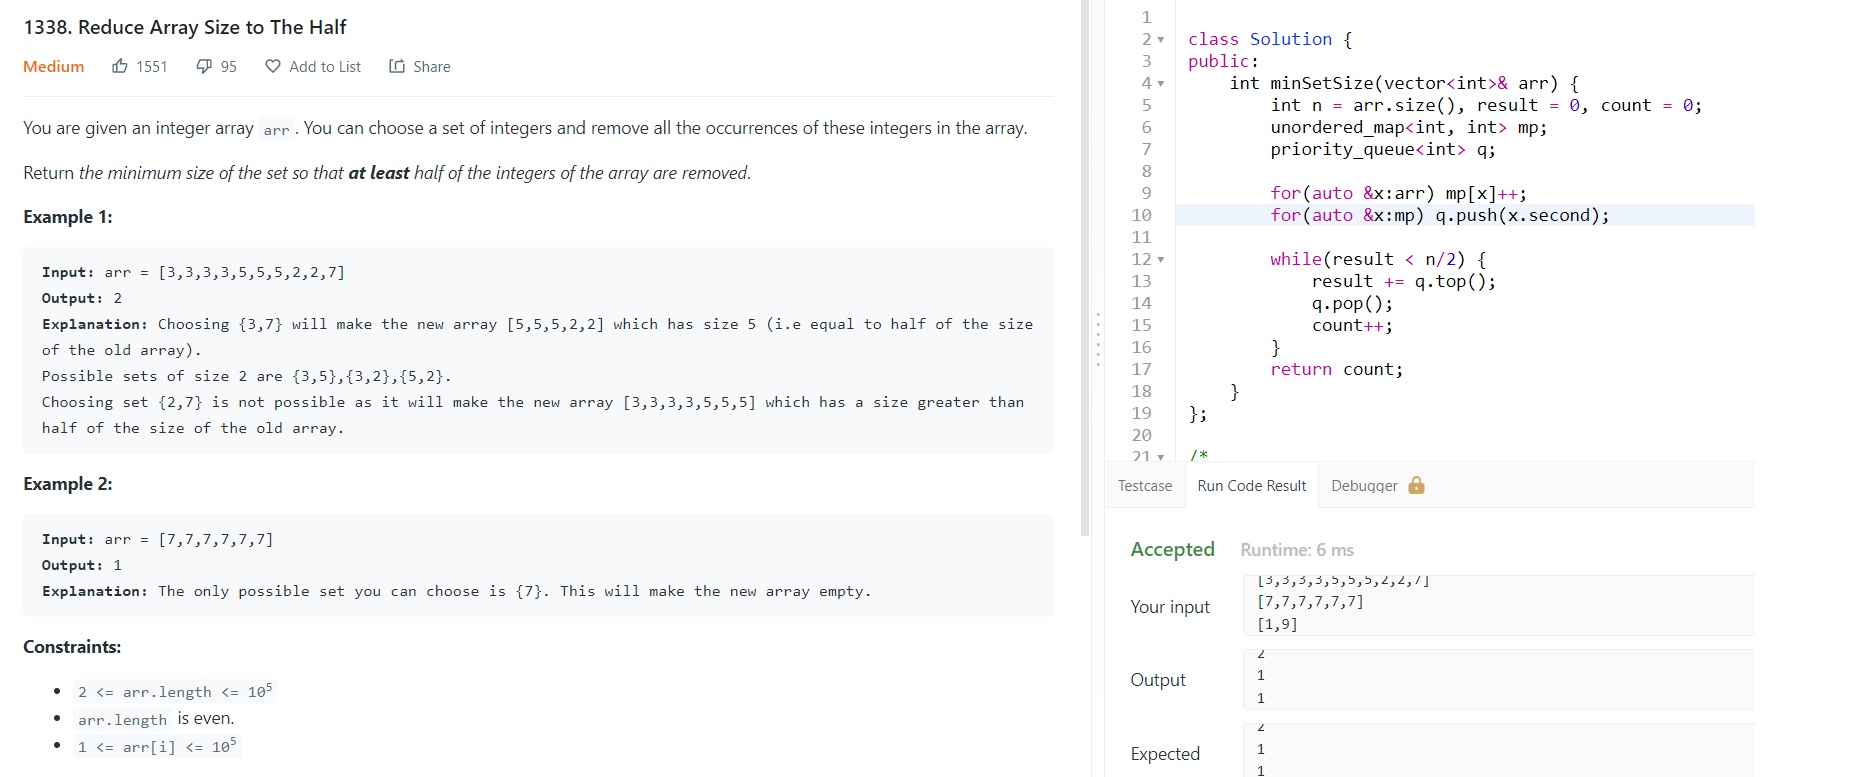 1338. Reduce Array Size to The Half
Medium 1551 95 Add to List Share
You are given an integer array arr . You can choose a set of integers and remove all the occurrences of these integers in the array.
Return the minimum size of the set so that at least half of the integers of the array are removed.
Example 1:
Input: arr = [3,3,3,3,5,5,5,2,2,7]
Output: 2
Explanation: Choosing {3,7} will make the new array [5,5,5,2,2] which has size 5 (i.e equal to half of the size
of the old array).
Possible sets of size 2 are {3,5},{3,2},{5,2}.
Choosing set {2,7} is not possible as it will make the new array [3,3,3,3,5,5,5] which has a size greater than
half of the size of the old array.
Example 2:
Input: arr = [7,7,7,7,7,7]
Output: 1
Explanation: The only possible set you can choose is {7}. This will make the new array empty.
Constraints:
• 2 <= arr.length <= 10^5
• arr.length is even.
• 1 <= arr[i] <= 10^5
1
2 class Solution {
3 public:
4 int minSetSize(vector<int>& arr) {
5 int n = arr.size(), result = 0, count = 0;
6 unordered_map<int, int> mp;
7 priority_queue<int> q;
8
9 for(auto &x:arr) mp[x]++;
10 for(auto &x:mp) q.push(x.second);
11
12 while(result < n/2) {
13 result += q.top();
14 q.pop();
15 count++;
16 }
17 return count;
18 }
19 };
20
21 /*
Testcase Run Code Result Debugger
Accepted Runtime: 6 ms
Your input
[3,3,3,3,5,5,5,2,2,7]
[7,7,7,7,7,7]
[1,9]
Output
2
1
1
Expected
2
1
1